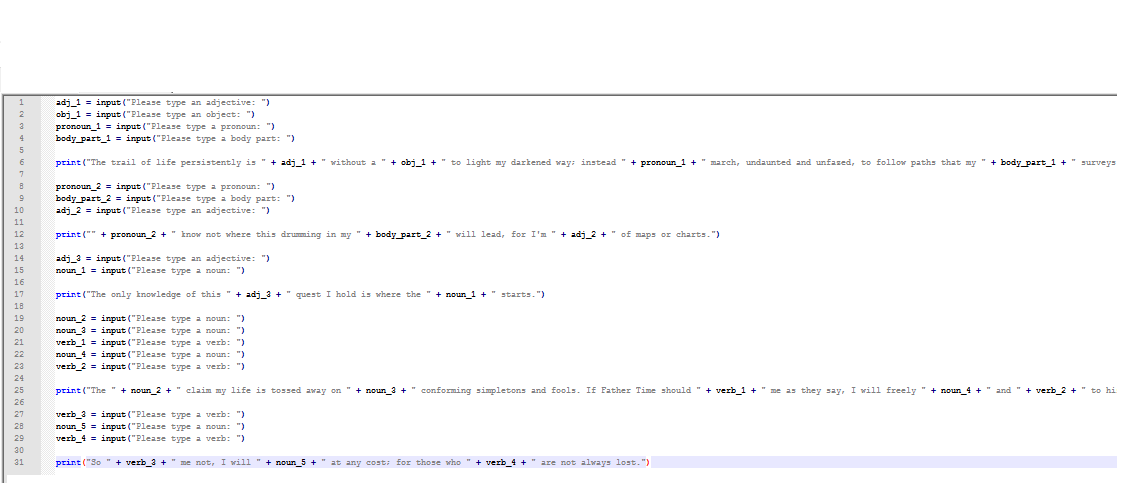 1 adj_1 = input("Please type an adjective: ")
2 obj_1 = input("Please type an object: ")
3 pronoun_1 = input("Please type a pronoun: ")
4 body_part_1 = input("Please type a body part: ")
5
6 print("The trail of life persistently is " + adj_1 + " without a " + obj_1 + " to light my darkened way; instead " + pronoun_1 + " march, undaunted and unfazed, to follow paths that my " + body_part_1 + " surveys
7
8 pronoun_2 = input("Please type a pronoun: ")
9 body_part_2 = input("Please type a body part: ")
10 adj_2 = input("Please type an adjective: ")
11
12 print("" + pronoun_2 + " know not where this drumming in my " + body_part_2 + " will lead, for I'm " + adj_2 + " of maps or charts.")
13
14 adj_3 = input("Please type an adjective: ")
15 noun_1 = input("Please type a noun: ")
16
17 print("The only knowledge of this " + adj_3 + " quest I hold is where the " + noun_1 + " starts.")
18
19 noun_2 = input("Please type a noun: ")
20 noun_3 = input("Please type a noun: ")
21 verb_1 = input("Please type a verb: ")
22 noun_4 = input("Please type a noun: ")
23 verb_2 = input("Please type a verb: ")
24
25 print("The " + noun_2 + " claim my life is tossed away on " + noun_3 + " conforming simpletons and fools. If Father Time should " + verb_1 + " me as they say, I will freely " + noun_4 + " and " + verb_2 + " to hi
26
27 verb_3 = input("Please type a verb: ")
28 noun_5 = input("Please type a noun: ")
29 verb_4 = input("Please type a verb: ")
30
31 print("So " + verb_3 + " me not, I will " + noun_5 + " at any cost; for those who " + verb_4 + " are not always lost.")